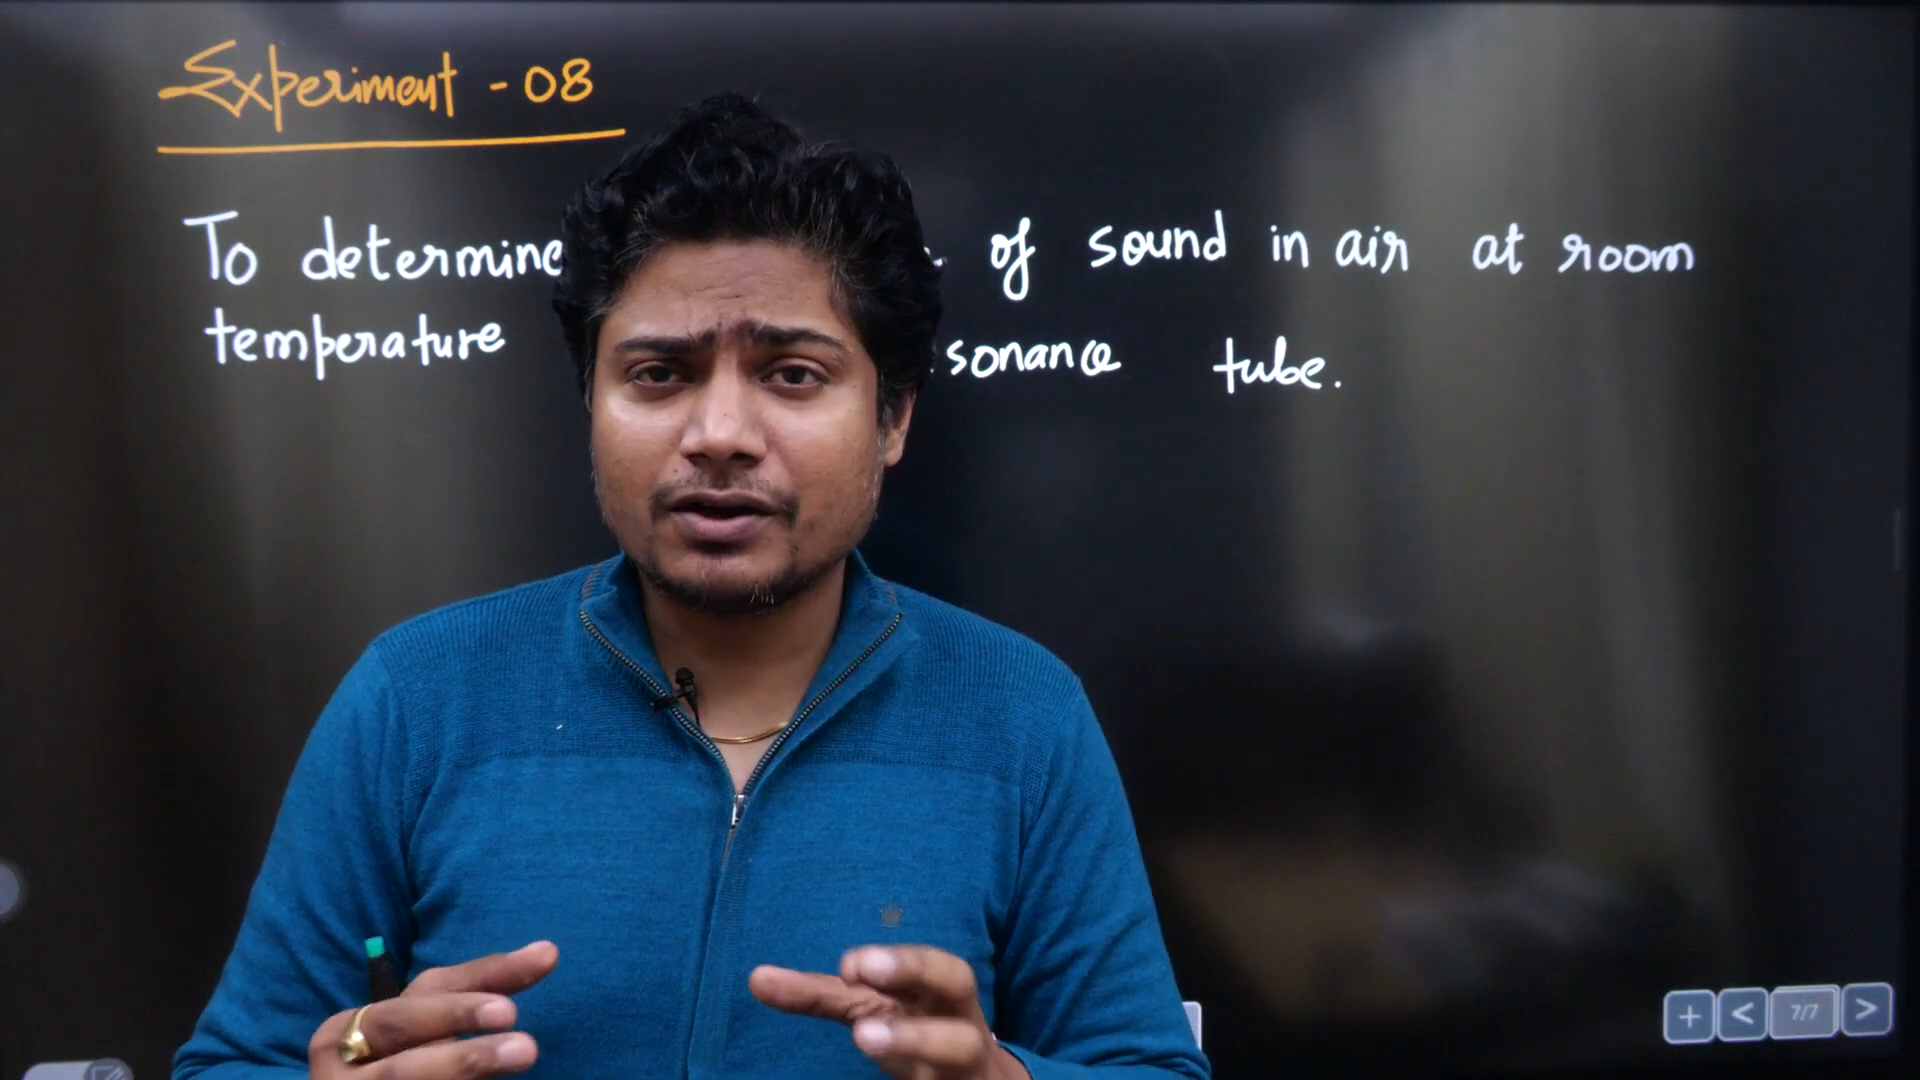 Experiment - 08
To determine of sound in air at room
temperature sonance tube.
+ < 7/7 >